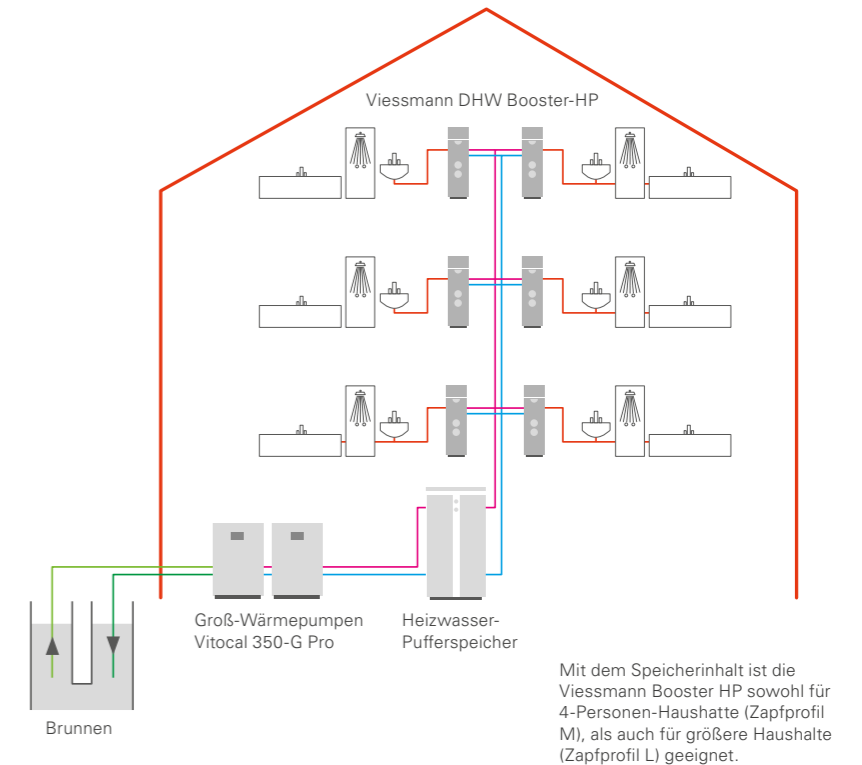 Viessmann DHW Booster-HP
Groß-Wärmepumpen
Vitocal 350-G Pro
Heizwasser-
Pufferspeicher
Brunnen
Mit dem Speicherinhalt ist die
Viessmann Booster HP sowohl für
4-Personen-Haushatte (Zapfprofil
M), als auch für größere Haushalte
(Zapfprofil L) geeignet.